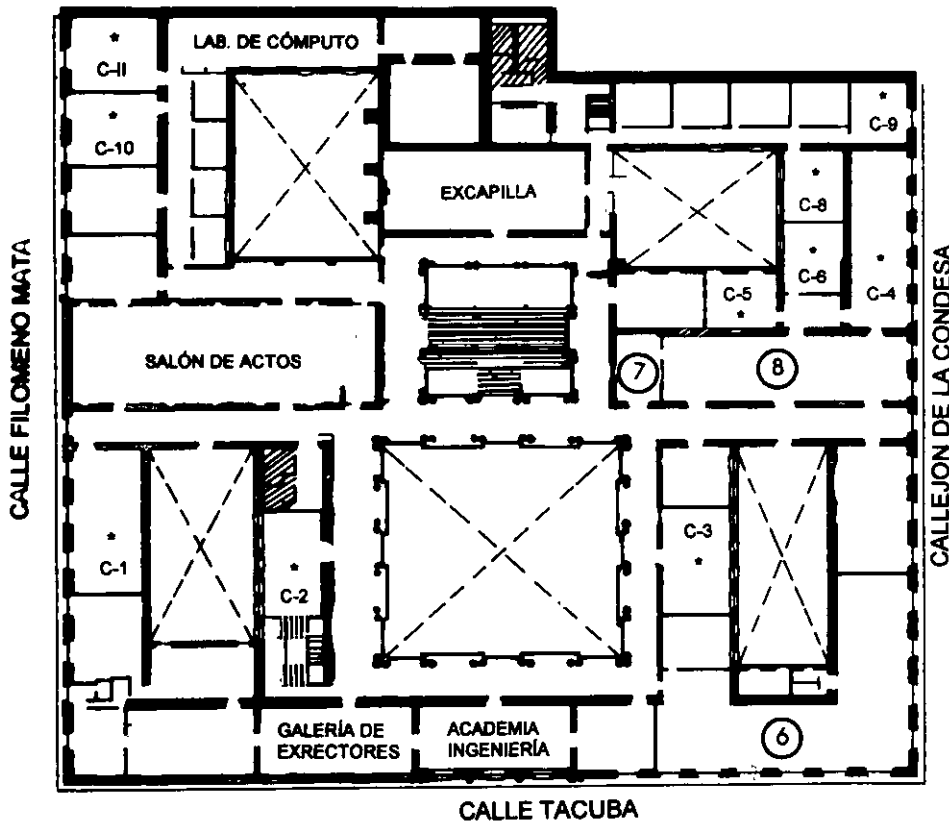 LAB. DE CÓMPUTO
*
C-II
*
C-10
*
C-9
EXCAPILLA
*
C-8
*
C-6
C-5
*
*
C-4
CALLE FILOMENO MATA
SALÓN DE ACTOS
7
8
CALLEJON DE LA CONDESA
*
C-1
*
C-2
C-3
*
GALERÍA DE
EXRECTORES
ACADEMIA
INGENIERÍA
6
CALLE TACUBA